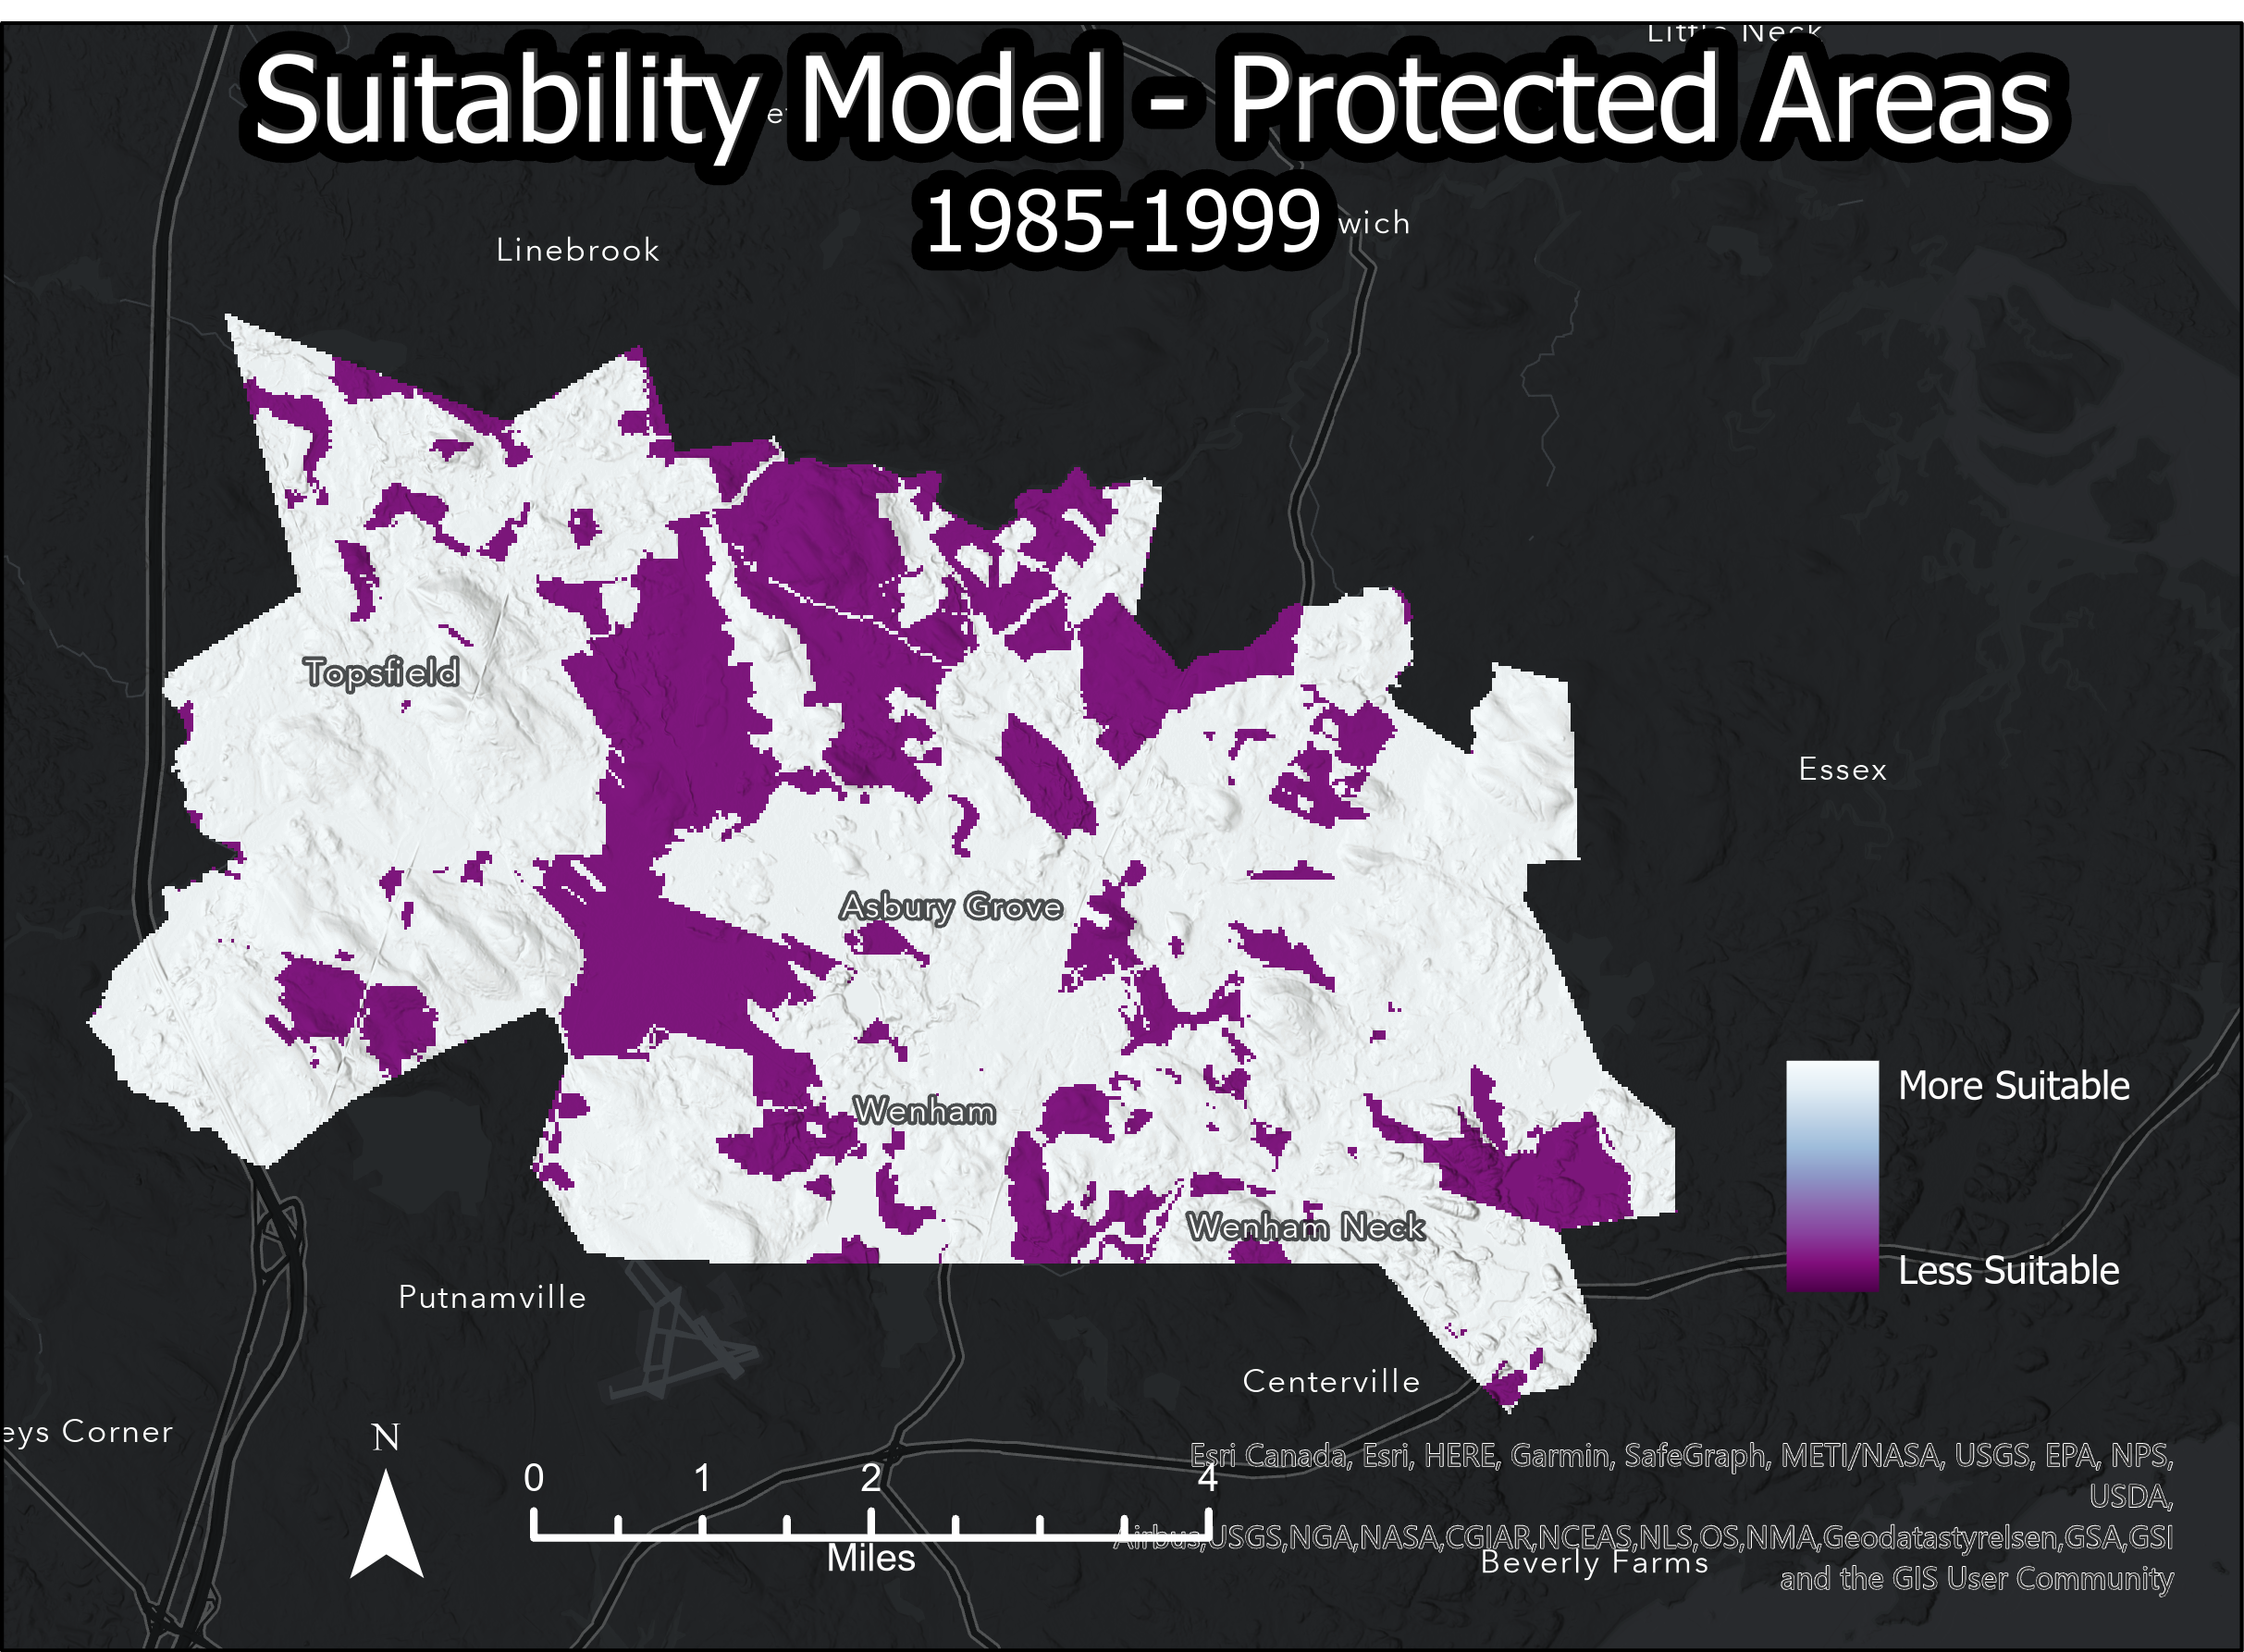 Little Neck
Suitability Model - Protected Areas
1985-1999
wich
Linebrook
Topsfield
Essex
Asbury Grove
Wenham
More Suitable
Wenham Neck
Less Suitable
Putnamville
Centerville
eys Corner
N
0 1 2 4
Miles
Esri Canada, Esri, HERE, Garmin, SafeGraph, METI/NASA, USGS, EPA, NPS,
USDA,
Airbus,USGS,NGA,NASA,CGIAR,NCEAS,NLS,OS,NMA,Geodatastyrelsen,GSA,GSI
and the GIS User Community
Beverly Farms